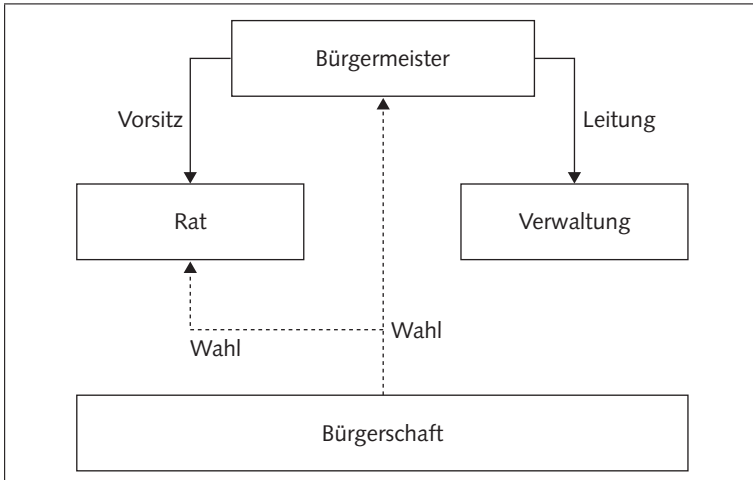 Bürgermeister
Vorsitz
Leitung
Rat
Verwaltung
Wahl
Wahl
Bürgerschaft